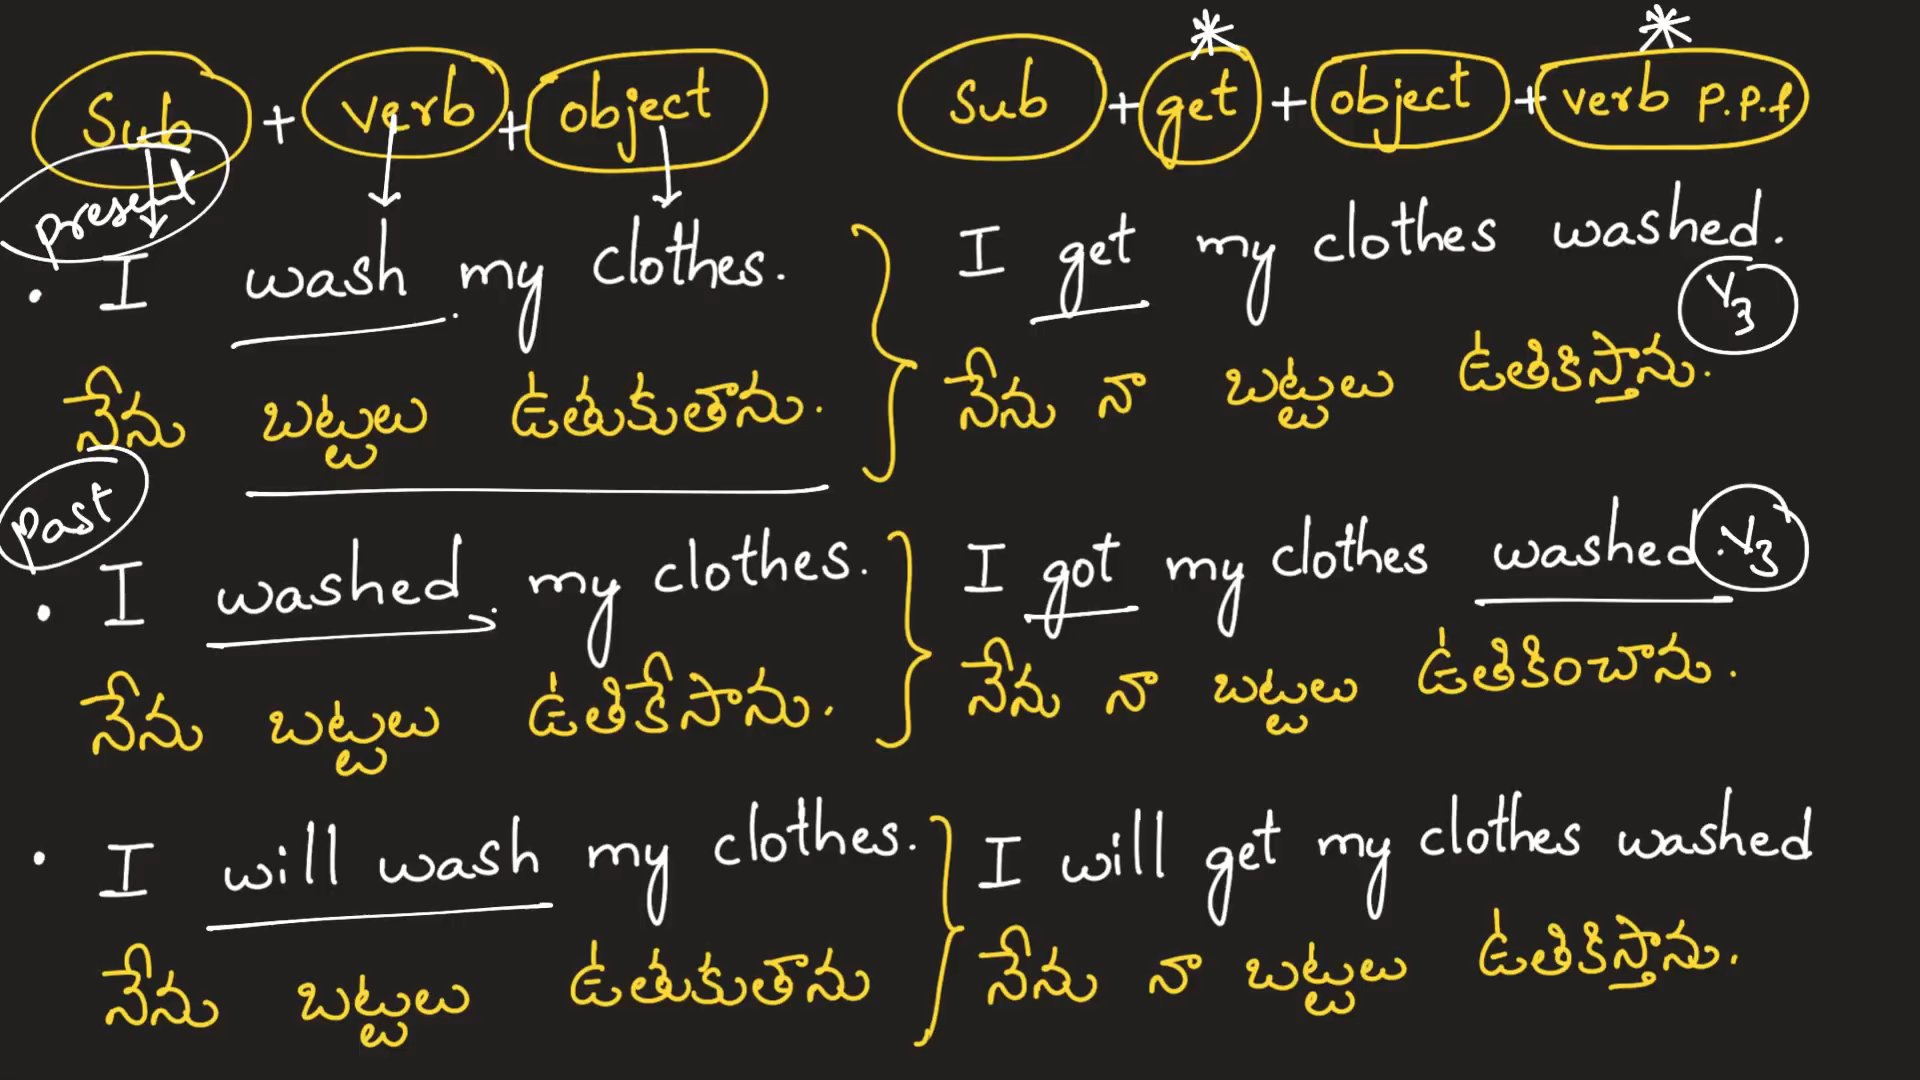 Sub + verb + object
Sub + get + object + verb p.p.f
present
• I wash my clothes.
I get my clothes washed.
V3
నేను బట్టలు ఉతుకుతాను.
నేను నా బట్టలు ఉతికిస్తాను.
past
• I washed my clothes.
I got my clothes washed. V3
నేను బట్టలు ఉతికేసాను.
నేను నా బట్టలు ఉతికించాను.
• I will wash my clothes.
I will get my clothes washed
నేను బట్టలు ఉతుకుతాను
నేను నా బట్టలు ఉతికిస్తాను.